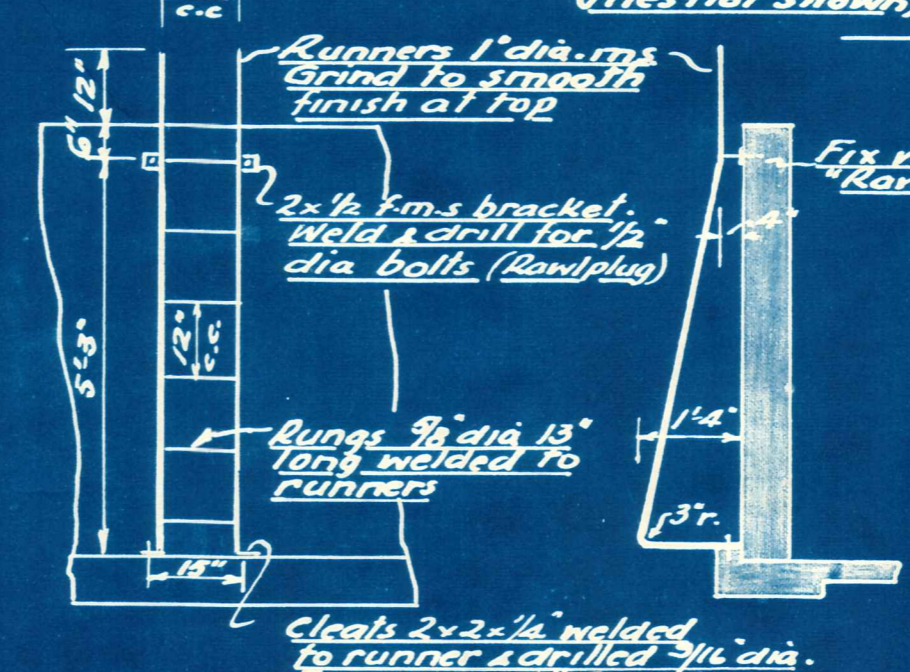 c.c
Runners 1" dia. ms
Grind to smooth
finish at top
12"
6"
Fix
2 x 1/2 f.m.s bracket.
Weld & drill for 1/2"
dia bolts (Rawlplug)
4"
12"
c.c.
5'-3"
1'-4"
Rungs 5/8" dia 13"
long welded to
runners
3"r.
15"
Cleats 2 x 2 x 1/4" welded
to runner & drilled 9/16" dia.